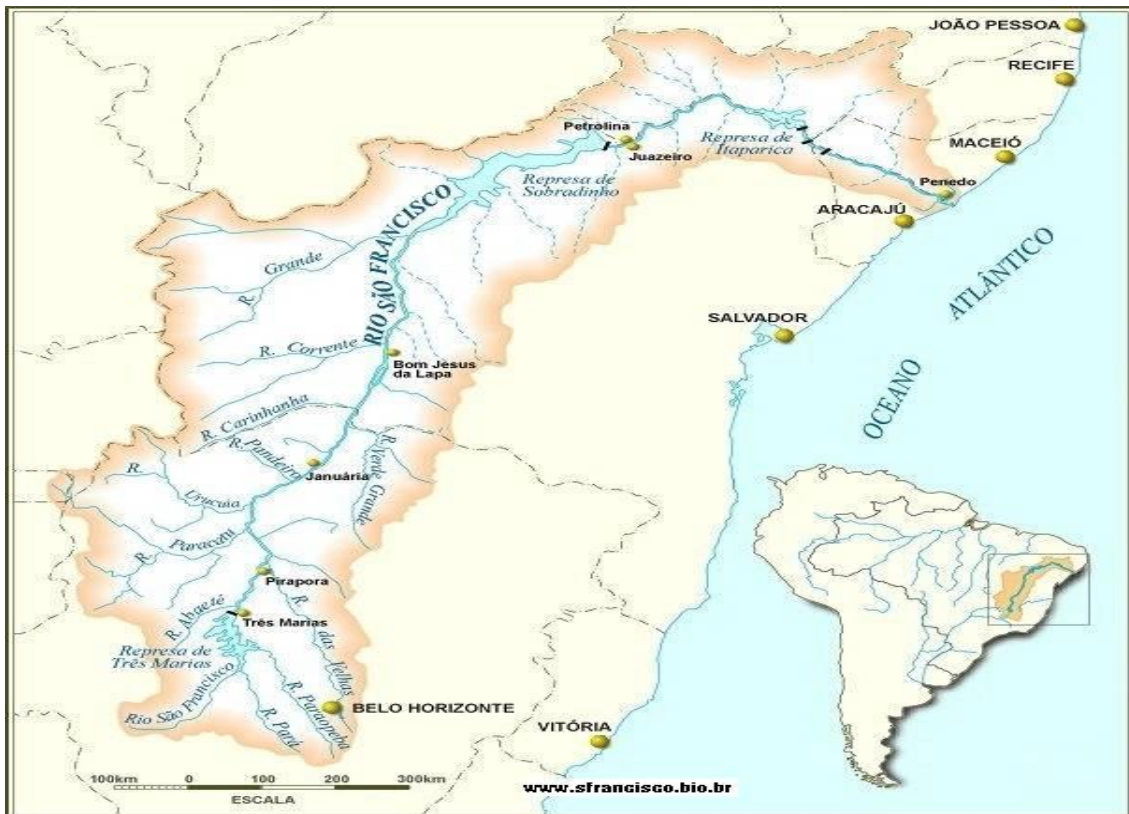 JOÃO PESSOA
RECIFE
MACEIÓ
Petrolina
Juazeiro
Represa de
Itaparica
Represa de
Sobradinho
Penedo
ARACAJÚ
RIO SÃO FRANCISCO
R. Grande
OCEANO ATLÂNTICO
SALVADOR
R. Corrente
Bom Jesus
da Lapa
R. Carinhanha
R. Pandeiro
Januária
R. Verde Grande
R. Urucuia
R. Paracatu
Pirapora
R. Abaeté
Três Marias
R. das Velhas
Represa de
Três Marias
Rio São Francisco
R. Pará
R. Paraopeba
BELO HORIZONTE
VITÓRIA
100km 0 100 200 300km
ESCALA
www.sfrancisco.bio.br